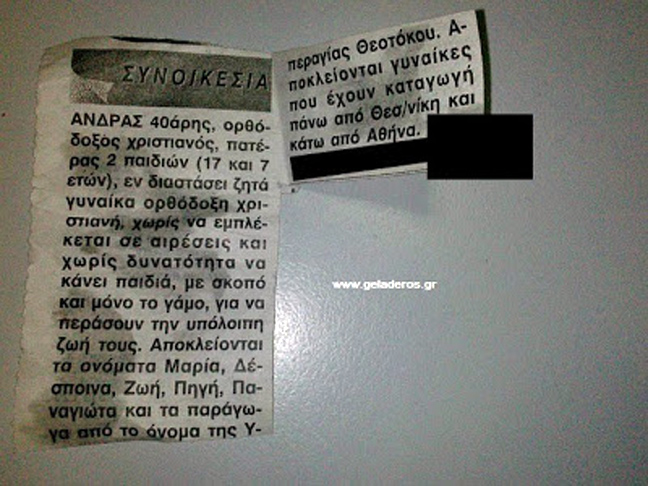 ΣΥΝΟΙΚΕΣΙΑ
ΑΝΔΡΑΣ 40άρης, ορθό-
δοξος χριστιανός, πατέ-
ρας 2 παιδιών (17 και 7
ετών), εν διαστάσει ζητά
γυναίκα ορθόδοξη χρι-
στιανή, χωρίς να εμπλέ-
κεται σε αιρέσεις και
χωρίς δυνατότητα να
κάνει παιδιά, με σκοπό
και μόνο το γάμο, για να
περάσουν την υπόλοιπη
ζωή τους. Αποκλείονται
τα ονόματα Μαρία, Δέ-
σποινα, Ζωή, Πηγή, Πα-
ναγιώτα και τα παράγω-
γα από το όνομα της Υ-
περαγίας Θεοτόκου. Α-
ποκλείονται γυναίκες
που έχουν καταγωγή
πάνω από Θεσ/νίκη και
κάτω από Αθήνα.
www.geladeros.gr